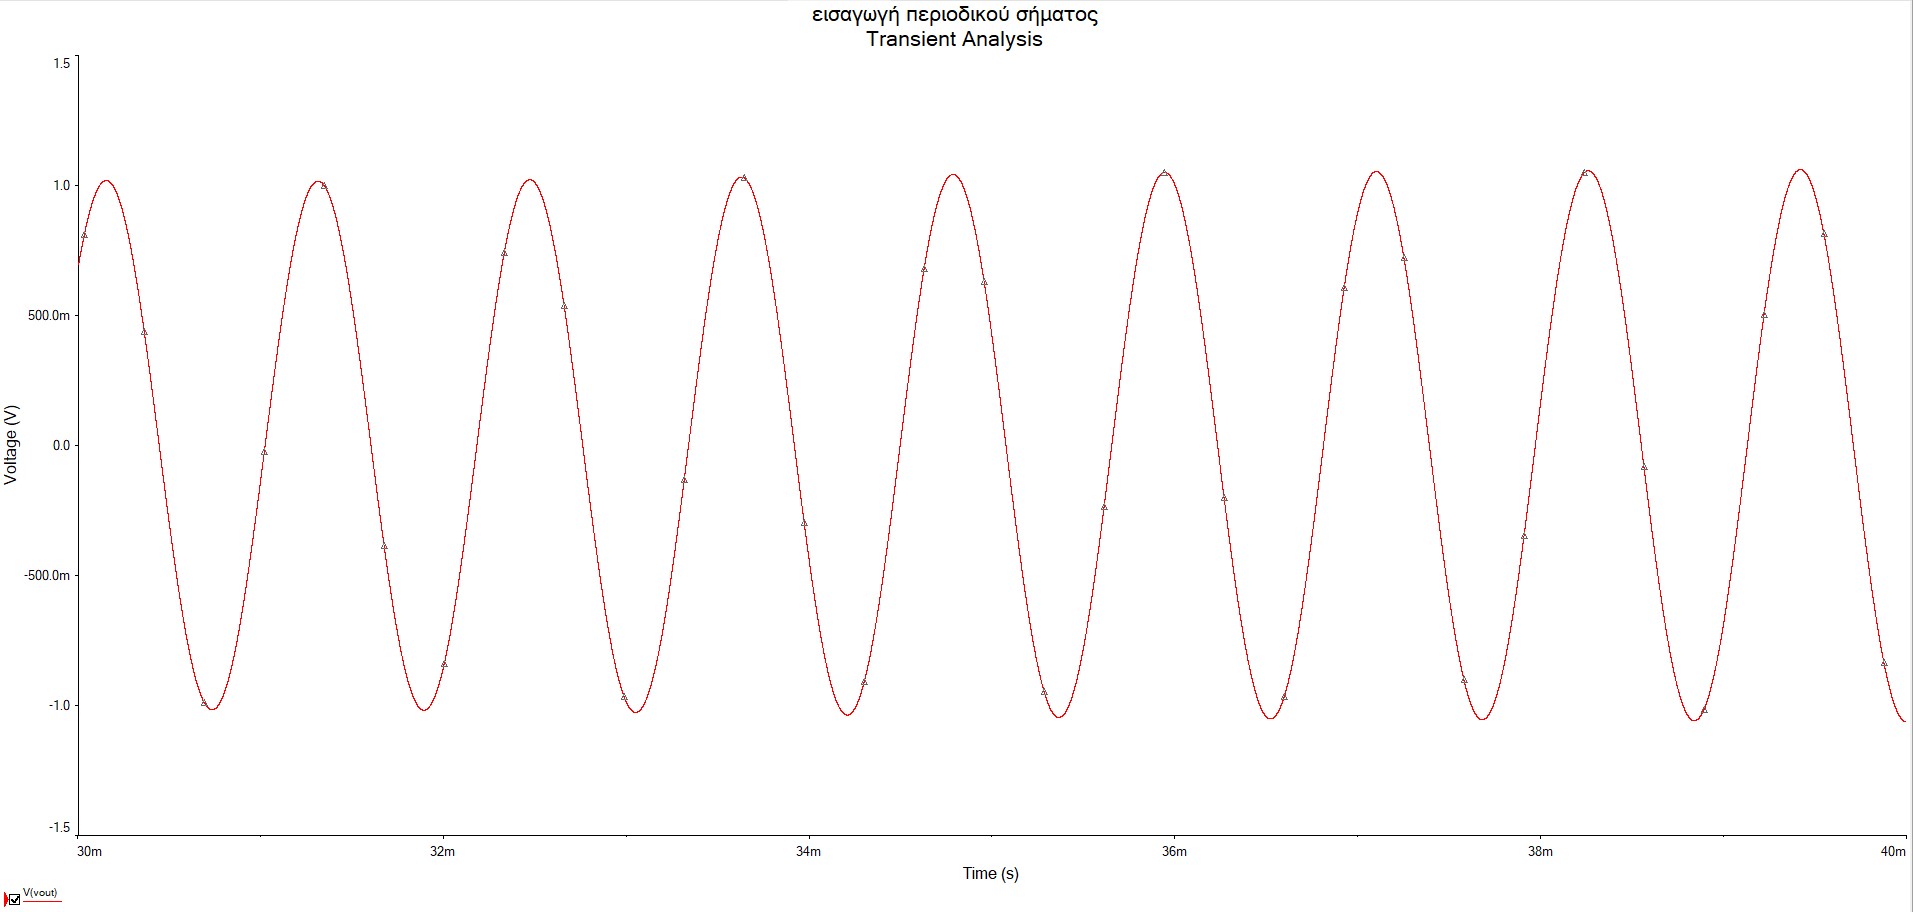 εισαγωγή περιοδικού σήματος
Transient Analysis
1.5
1.0
500.0m
0.0
-500.0m
-1.0
-1.5
Voltage (V)
30m 32m 34m 36m 38m 40m
Time (s)
V(vout)